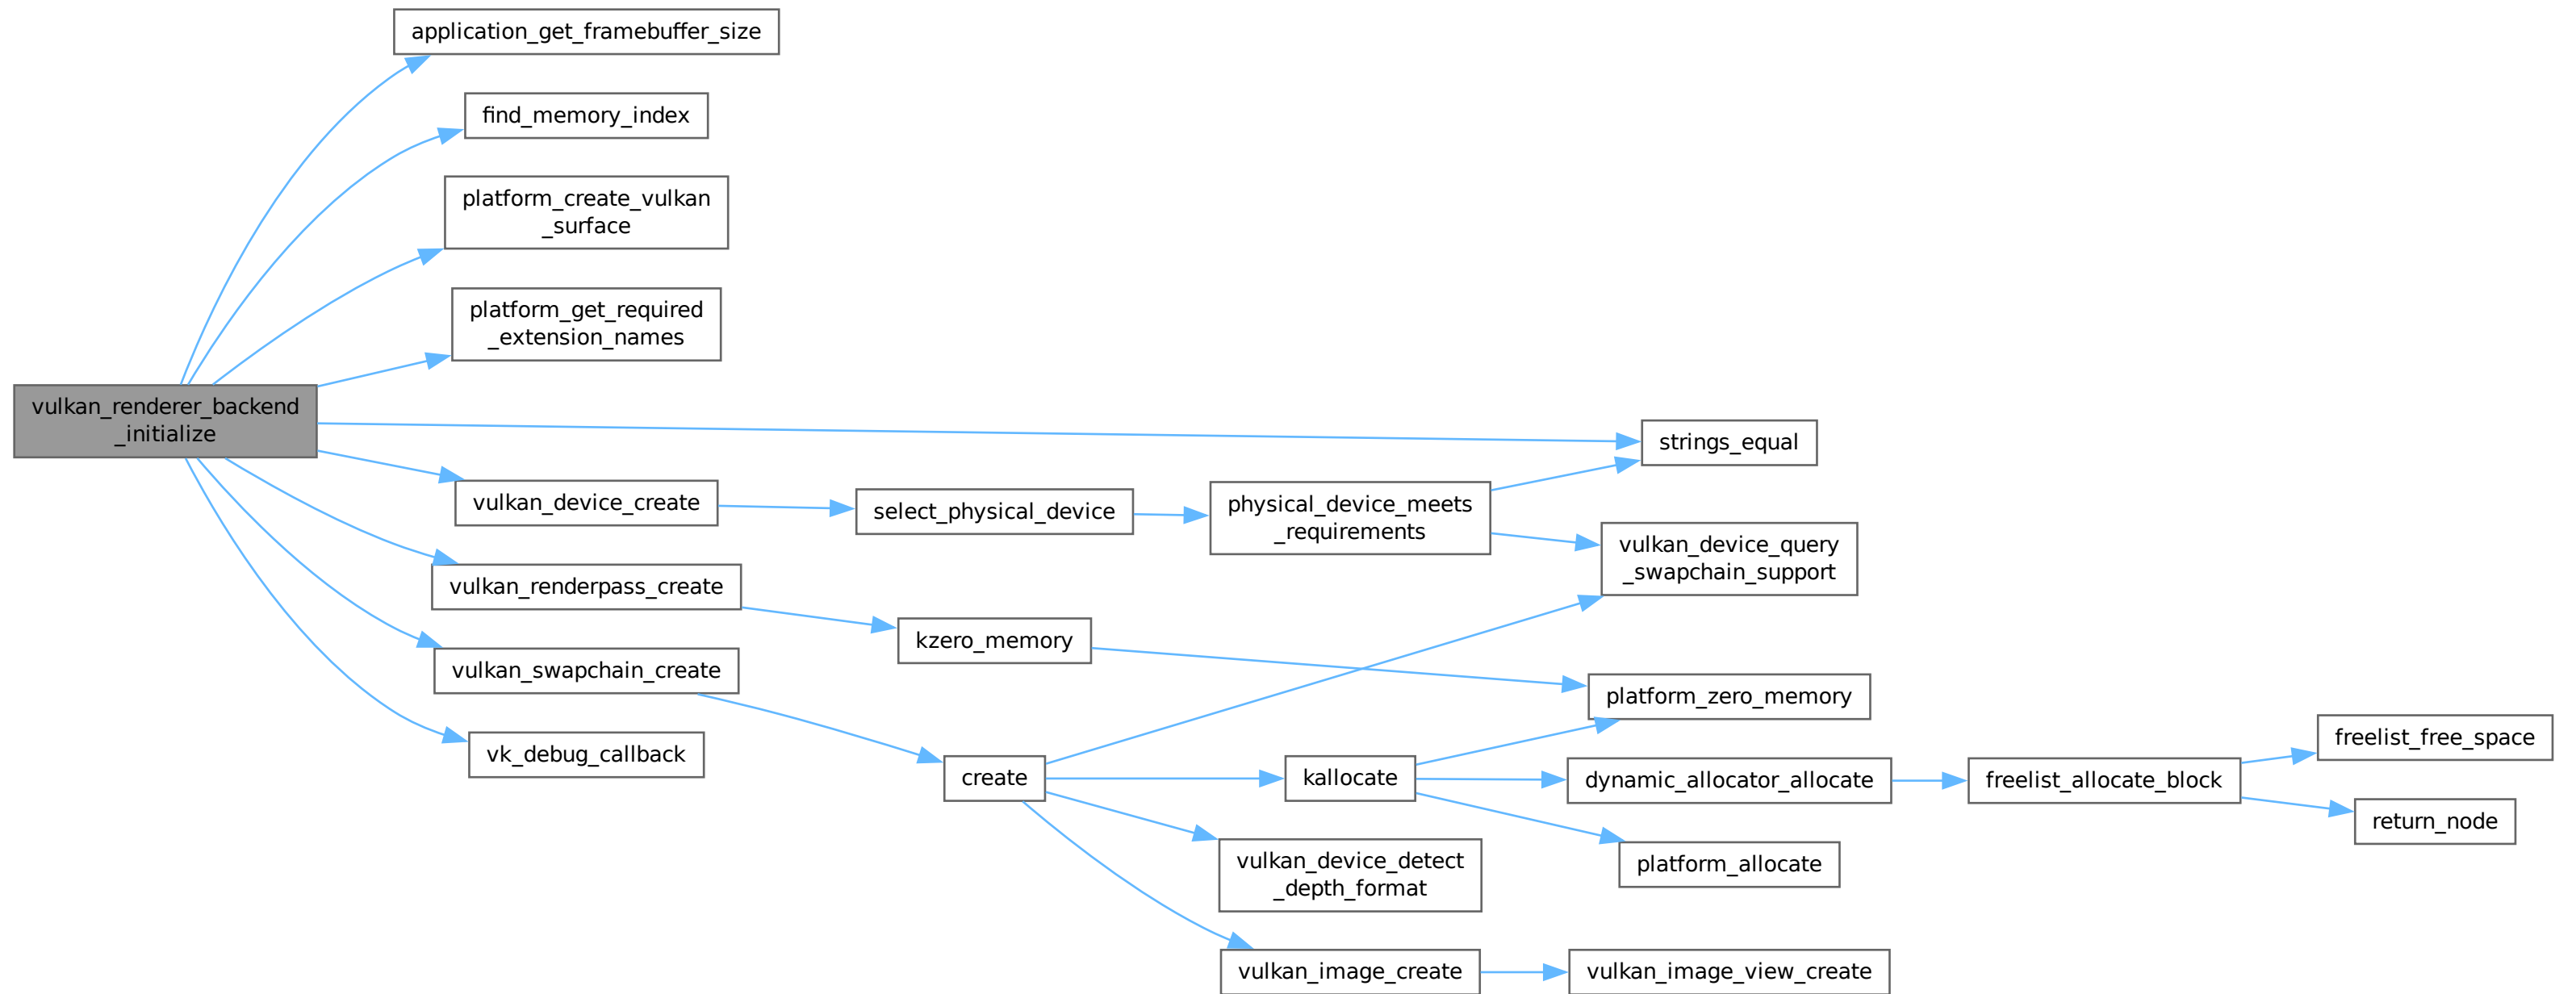 application_get_framebuffer_size
find_memory_index
platform_create_vulkan
_surface
platform_get_required
_extension_names
vulkan_renderer_backend
_initialize
strings_equal
vulkan_device_create
select_physical_device
physical_device_meets
_requirements
vulkan_device_query
_swapchain_support
vulkan_renderpass_create
kzero_memory
vulkan_swapchain_create
platform_zero_memory
vk_debug_callback
create
kallocate
dynamic_allocator_allocate
freelist_allocate_block
freelist_free_space
return_node
vulkan_device_detect
_depth_format
platform_allocate
vulkan_image_create
vulkan_image_view_create